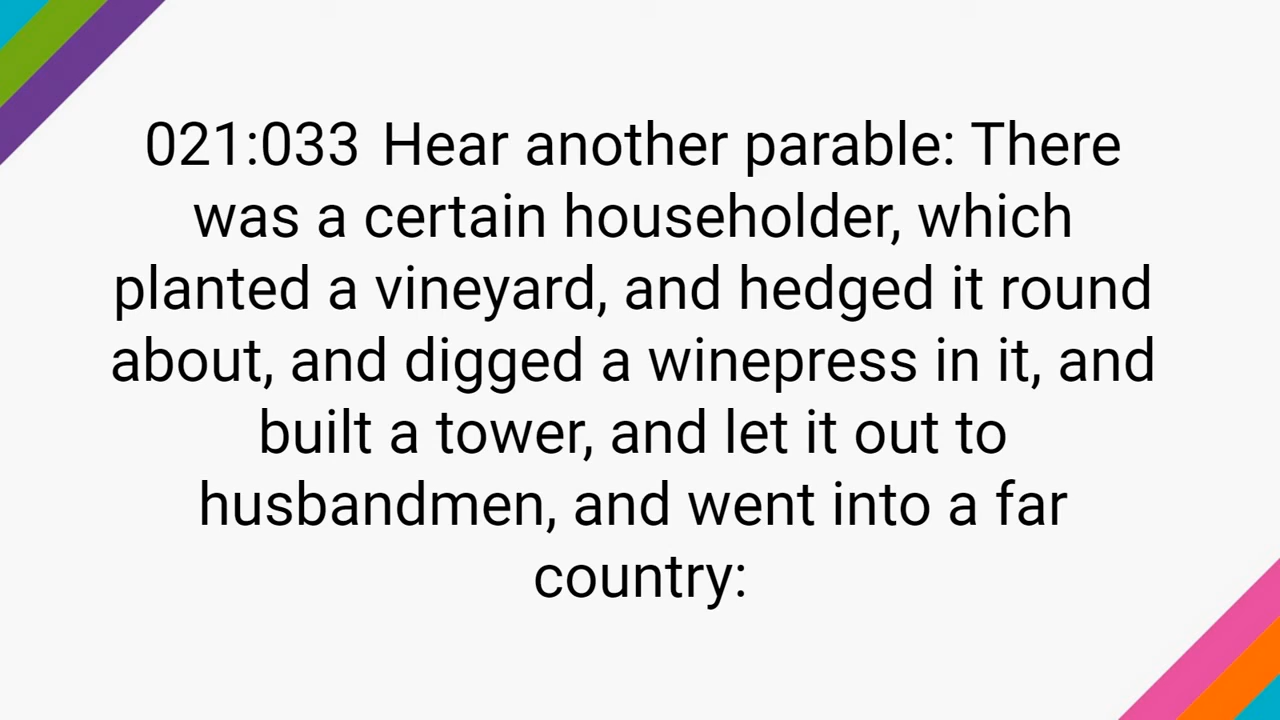 021:033 Hear another parable: There
was a certain householder, which
planted a vineyard, and hedged it round
about, and digged a winepress in it, and
built a tower, and let it out to
husbandmen, and went into a far
country: